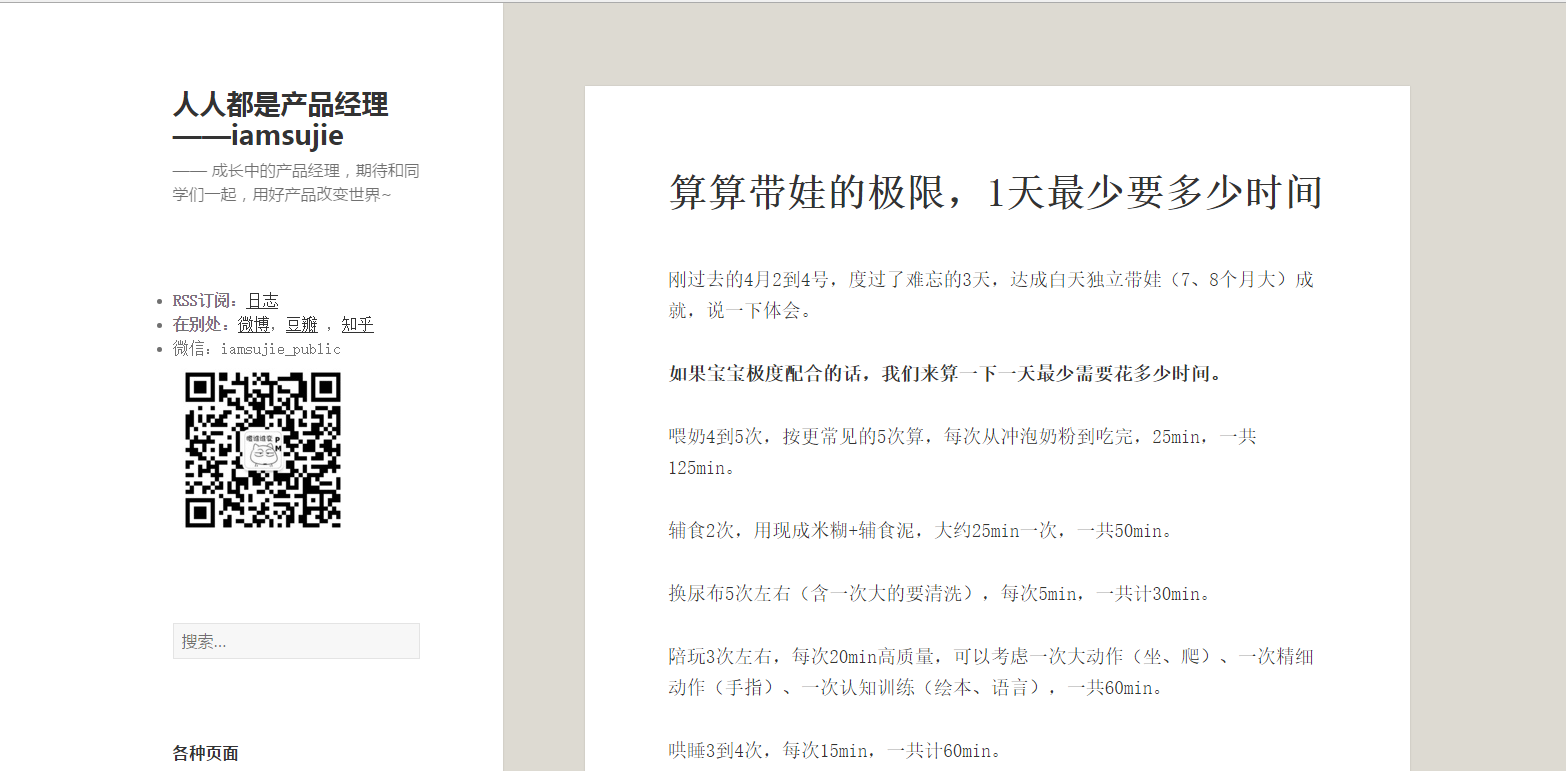 人人都是产品经理
——iamsujie
—— 成长中的产品经理，期待和同
学们一起，用好产品改变世界~
RSS订阅：日志
在别处：微博，豆瓣 ，知乎
微信：iamsujie_public
PM
搜索...
各种页面
算算带娃的极限，1天最少要多少时间
刚过去的4月2到4号，度过了难忘的3天，达成白天独立带娃（7、8个月大）成
就，说一下体会。
如果宝宝极度配合的话，我们来算一下一天最少需要花多少时间。
喂奶4到5次，按更常见的5次算，每次从冲泡奶粉到吃完，25min，一共
125min。
辅食2次，用现成米糊+辅食泥，大约25min一次，一共50min。
换尿布5次左右（含一次大的要清洗），每次5min，一共计30min。
陪玩3次左右，每次20min高质量，可以考虑一次大动作（坐、爬）、一次精细
动作（手指）、一次认知训练（绘本、语言），一共60min。
哄睡3到4次，每次15min，一共计60min。